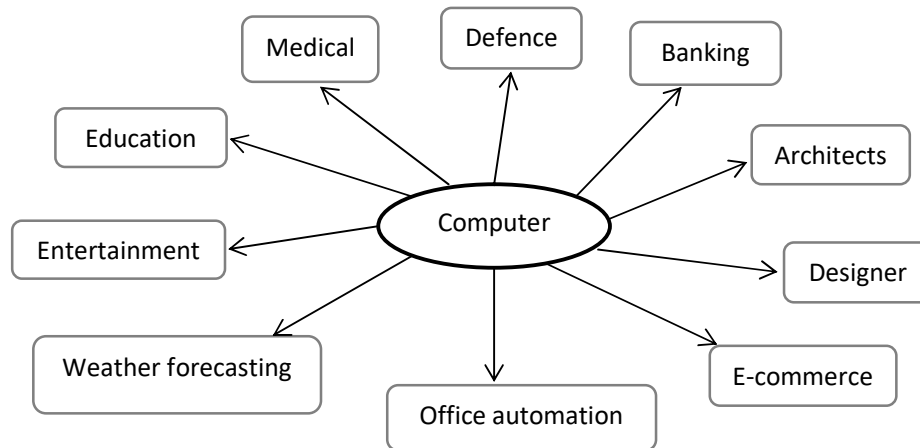 Defence
Medical
Banking
Education
Architects
Computer
Entertainment
Designer
Weather forecasting
E-commerce
Office automation